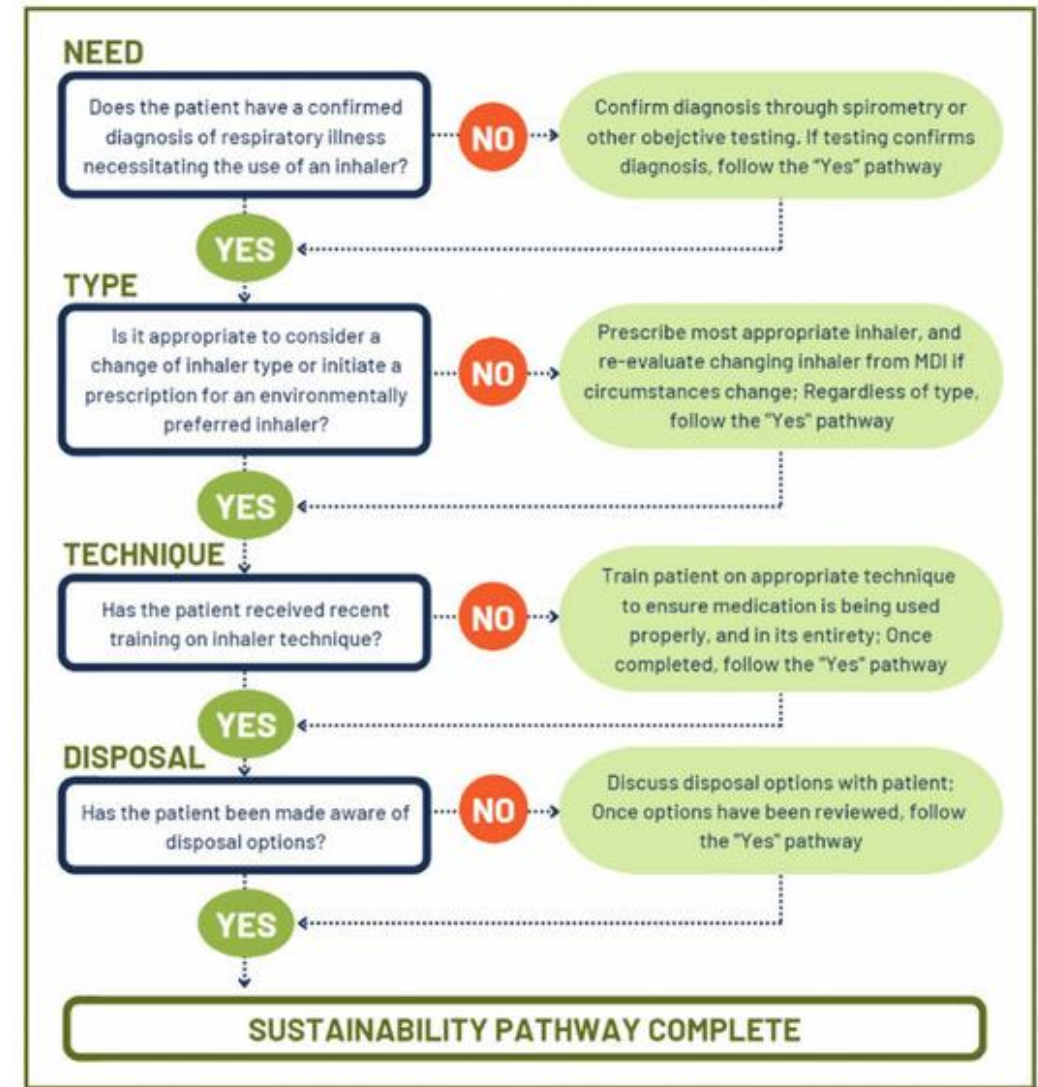 NEED
Does the patient have a confirmed
diagnosis of respiratory illness
necessitating the use of an inhaler?
NO
Confirm diagnosis through spirometry or
other obejctive testing. If testing confirms
diagnosis, follow the "Yes" pathway
YES
TYPE
Is it appropriate to consider a
change of inhaler type or initiate a
prescription for an environmentally
preferred inhaler?
NO
Prescribe most appropriate inhaler, and
re-evaluate changing inhaler from MDI if
circumstances change; Regardless of type,
follow the "Yes" pathway
YES
TECHNIQUE
Has the patient received recent
training on inhaler technique?
NO
Train patient on appropriate technique
to ensure medication is being used
properly, and in its entirety; Once
completed, follow the "Yes" pathway
YES
DISPOSAL
Has the patient been made aware of
disposal options?
NO
Discuss disposal options with patient;
Once options have been reviewed, follow
the "Yes" pathway
YES
SUSTAINABILITY PATHWAY COMPLETE